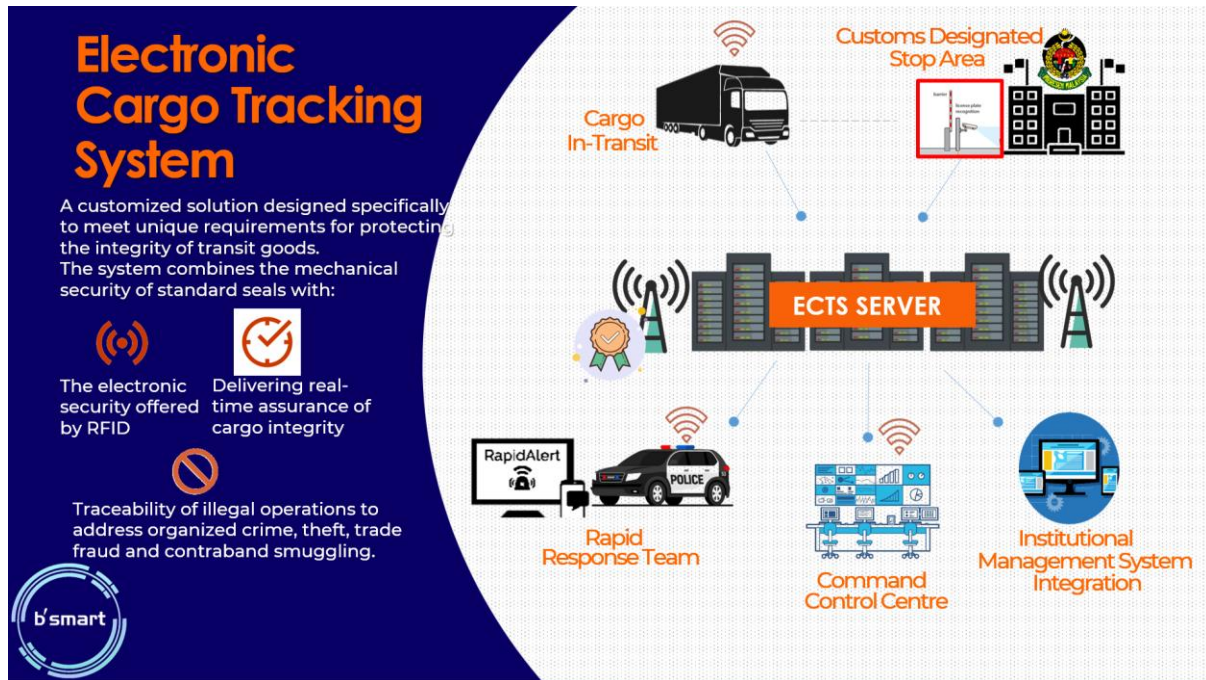 Electronic
Cargo Tracking
System
A customized solution designed specifically
to meet unique requirements for protecting
the integrity of transit goods.
The system combines the mechanical
security of standard seals with:
The electronic
security offered
by RFID
Delivering real-
time assurance of
cargo integrity
Traceability of illegal operations to
address organized crime, theft, trade
fraud and contraband smuggling.
b'smart
Cargo
In-Transit
Customs Designated
Stop Area
barrier
license plate
recognition
ECTS SERVER
RapidAlert
POLICE
Rapid
Response Team
Command
Control Centre
Institutional
Management System
Integration